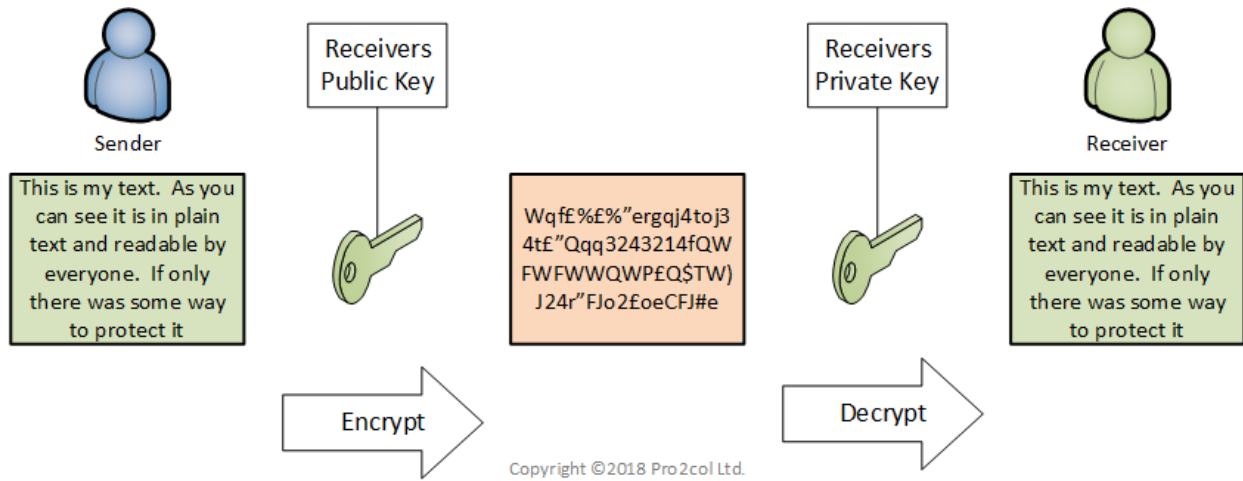 Receivers
Public Key
Receivers
Private Key
Sender
Receiver
This is my text.  As you
can see it is in plain
text and readable by
everyone.  If only
there was some way
to protect it
Wqf£%£%”ergqj4toj3
4t£”Qqq3243214fQW
FWFWWQWP£Q$TW)
J24r”FJo2£oeCFJ#e
This is my text.  As you
can see it is in plain
text and readable by
everyone.  If only
there was some way
to protect it
Encrypt
Decrypt
Copyright ©2018 Pro2col Ltd.